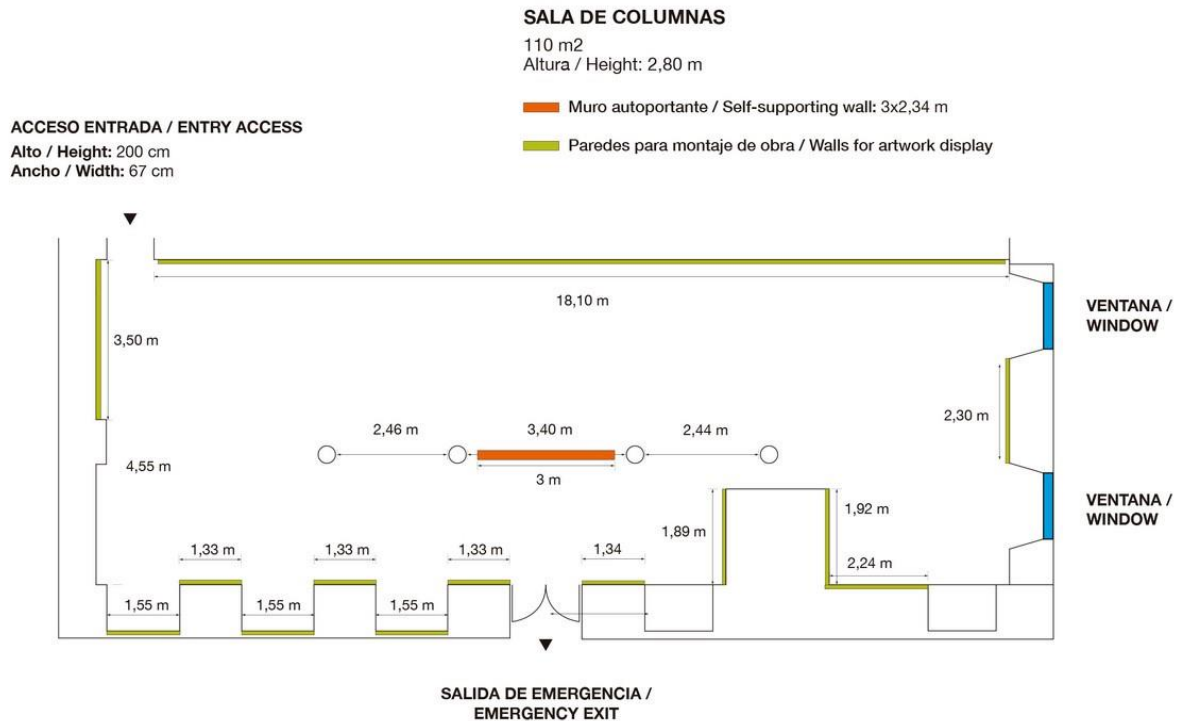 SALA DE COLUMNAS
110 m2
Altura / Height: 2,80 m
Muro autoportante / Self-supporting wall: 3x2,34 m
Paredes para montaje de obra / Walls for artwork display
ACCESO ENTRADA / ENTRY ACCESS
Alto / Height: 200 cm
Ancho / Width: 67 cm
18,10 m
VENTANA /
WINDOW
3,50 m
2,30 m
2,46 m
3,40 m
2,44 m
4,55 m
3 m
VENTANA /
WINDOW
1,89 m
1,92 m
1,33 m
1,33 m
1,33 m
1,34
2,24 m
1,55 m
1,55 m
1,55 m
SALIDA DE EMERGENCIA /
EMERGENCY EXIT